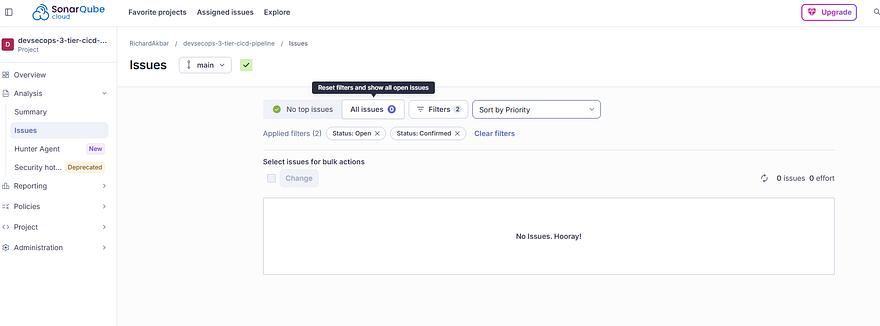 SonarQube cloud
Favorite projects Assigned issues Explore
Upgrade
D
devsecops-3-tier-cicd-...
Project
Overview
Analysis
Summary
Issues
Hunter Agent New
Security hot... Deprecated
Reporting
Policies
Project
Administration
RichardAkbar / devsecops-3-tier-cicd-pipeline / Issues
Issues
main
Reset filters and show all open issues
No top issues
All issues 0
Filters 2
Sort by Priority
Applied filters (2) Status: Open Status: Confirmed Clear filters
Select issues for bulk actions
Change
0 issues 0 effort
No Issues. Hooray!